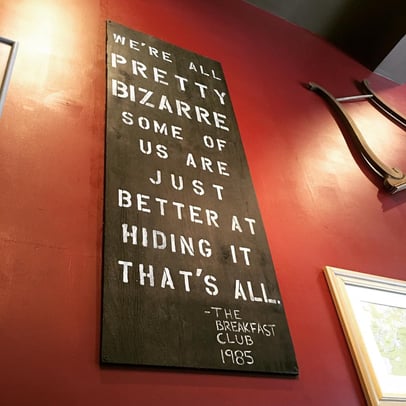 WE'RE ALL
PRETTY
BIZARRE
SOME OF
US ARE
JUST
BETTER AT
HIDING IT
THAT'S ALL.
-THE
BREAKFAST
CLUB
1985